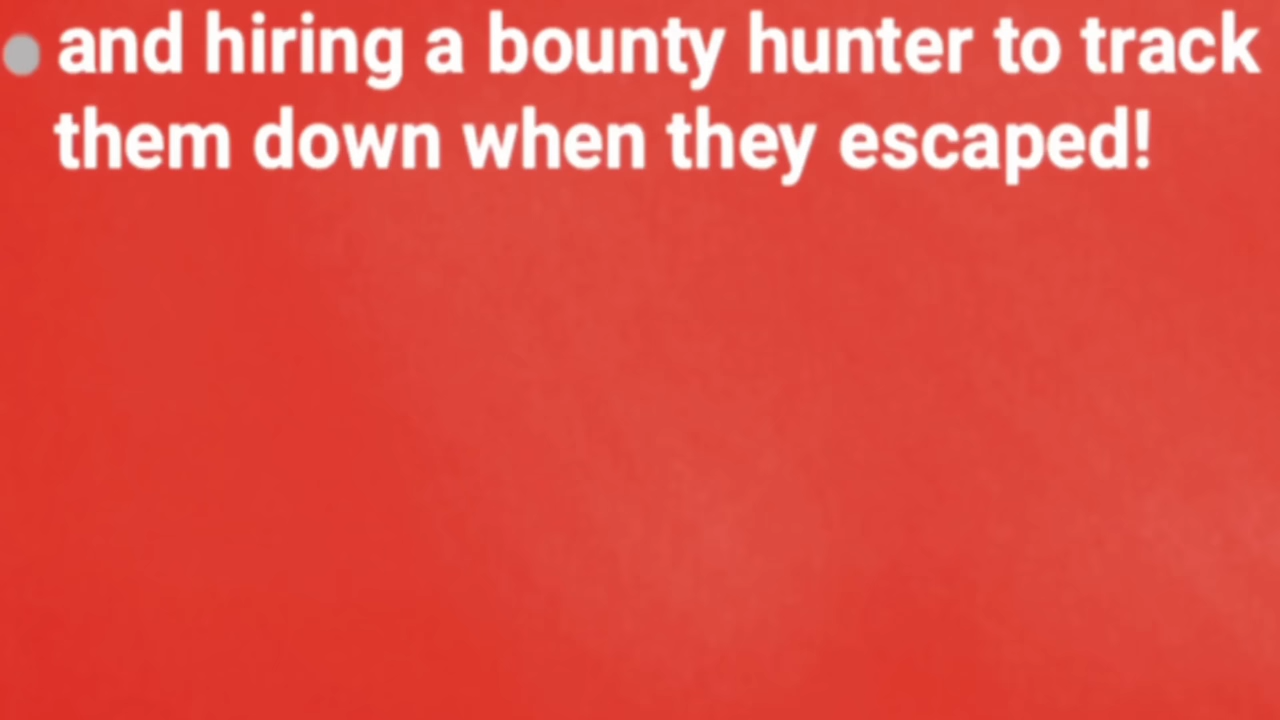 and hiring a bounty hunter to track
them down when they escaped!